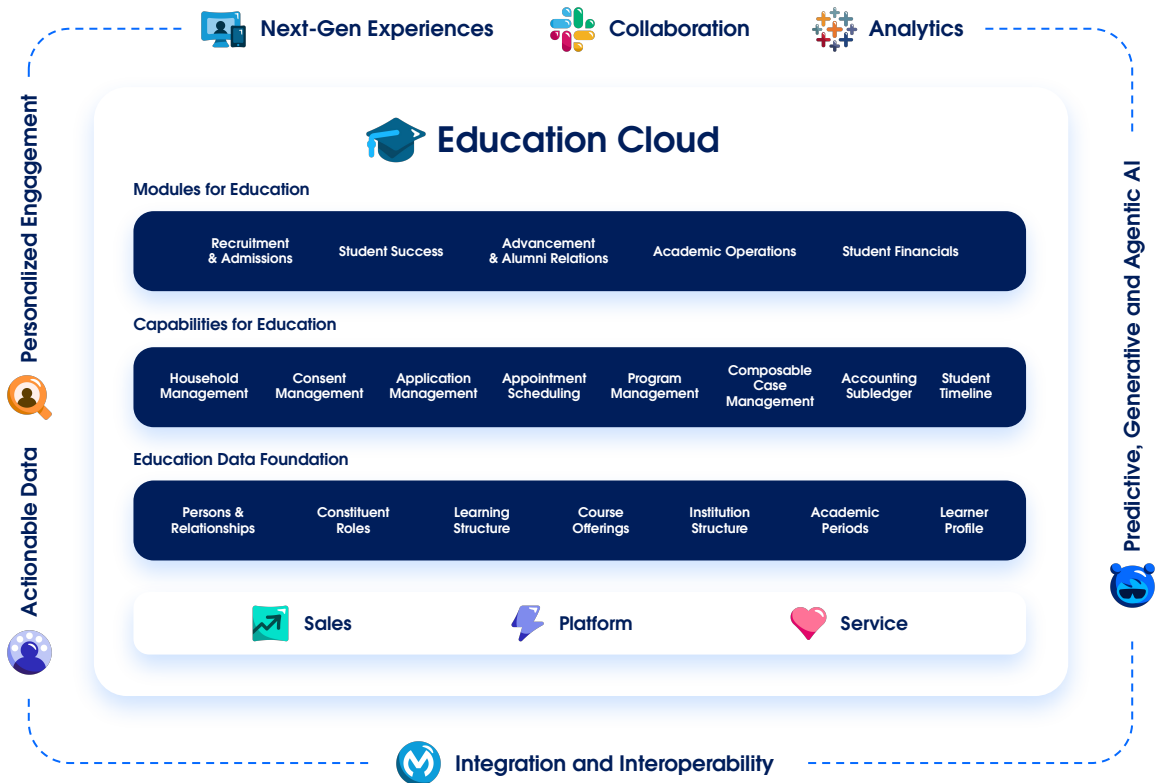 Next-Gen Experiences
Collaboration
Analytics
Personalized Engagement
Actionable Data
Predictive, Generative and Agentic AI
Education Cloud
Modules for Education
Recruitment
& Admissions
Student Success
Advancement
& Alumni Relations
Academic Operations
Student Financials
Capabilities for Education
Household
Management
Consent
Management
Application
Management
Appointment
Scheduling
Program
Management
Composable
Case
Management
Accounting
Subledger
Student
Timeline
Education Data Foundation
Persons &
Relationships
Constituent
Roles
Learning
Structure
Course
Offerings
Institution
Structure
Academic
Periods
Learner
Profile
Sales
Platform
Service
Integration and Interoperability